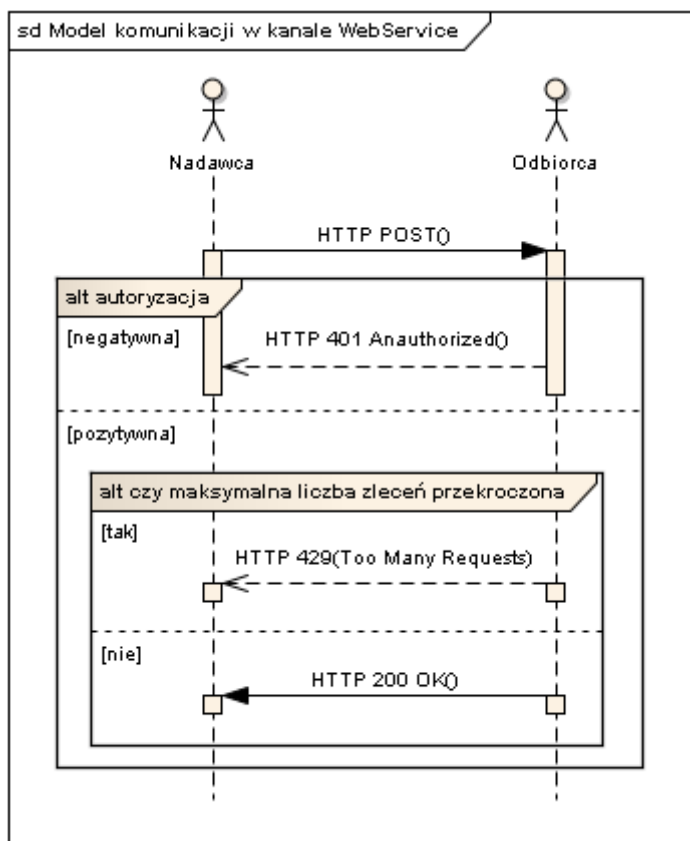 sd Model komunikacji w kanale WebService
Nadawca
Odbiorca
HTTP POST()
alt autoryzacja
[negatywna]
HTTP 401 Anauthorized()
[pozytywna]
alt czy maksymalna liczba zleceń przekroczona
[tak]
HTTP 429(Too Many Requests)
[nie]
HTTP 200 OK()